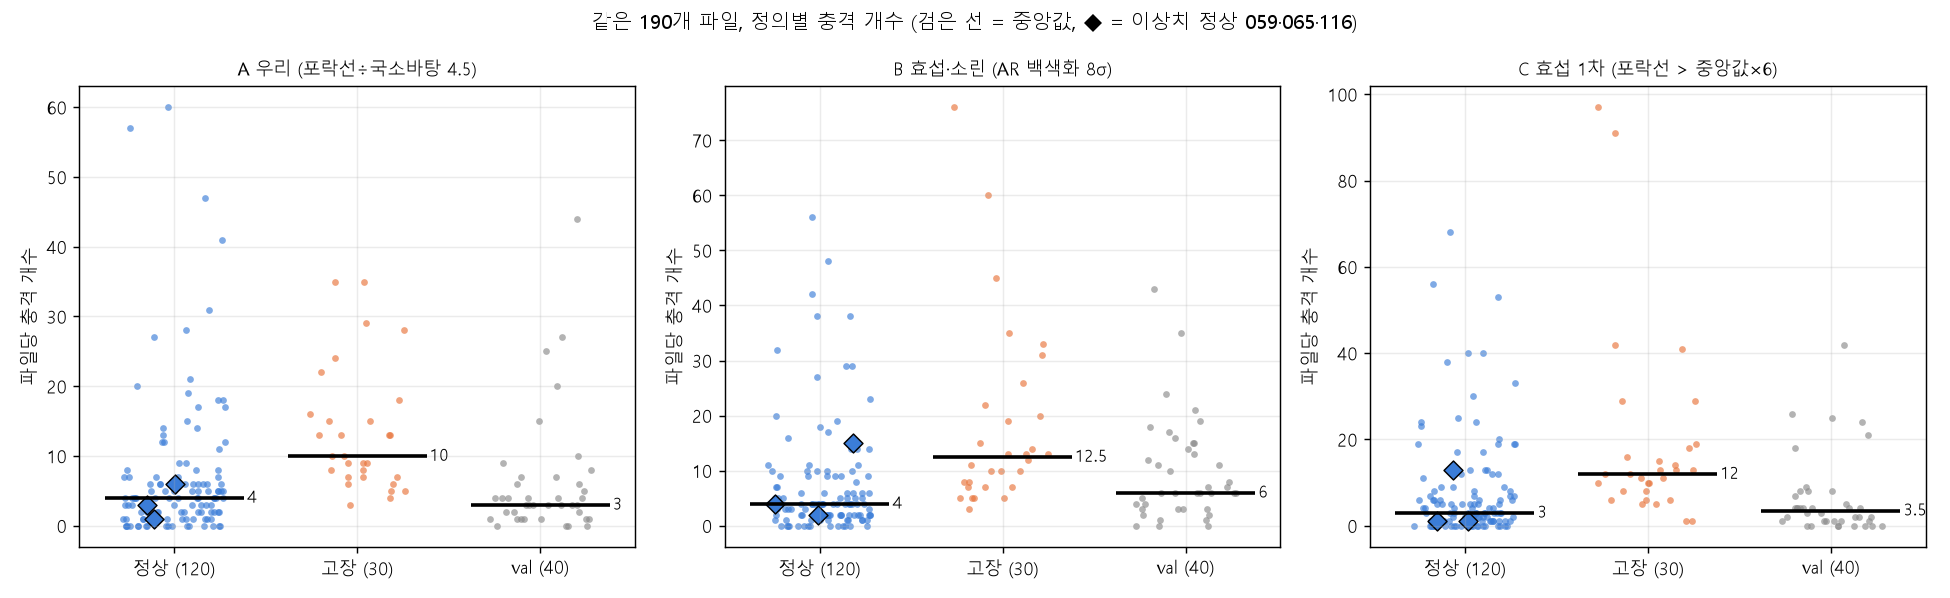 같은 190개 파일, 정의별 충격 개수 (검은 선 = 중앙값, ◆ = 이상치 정상 059·065·116)
A 우리 (포락선÷국소바탕 4.5)
파일당 충격 개수
60
50
40
30
20
10
0
4
10
3
정상 (120)
고장 (30)
val (40)
B 효섭·소린 (AR 백색화 8σ)
파일당 충격 개수
70
60
50
40
30
20
10
0
4
12.5
6
정상 (120)
고장 (30)
val (40)
C 효섭 1차 (포락선 > 중앙값×6)
파일당 충격 개수
100
80
60
40
20
0
3
12
3.5
정상 (120)
고장 (30)
val (40)